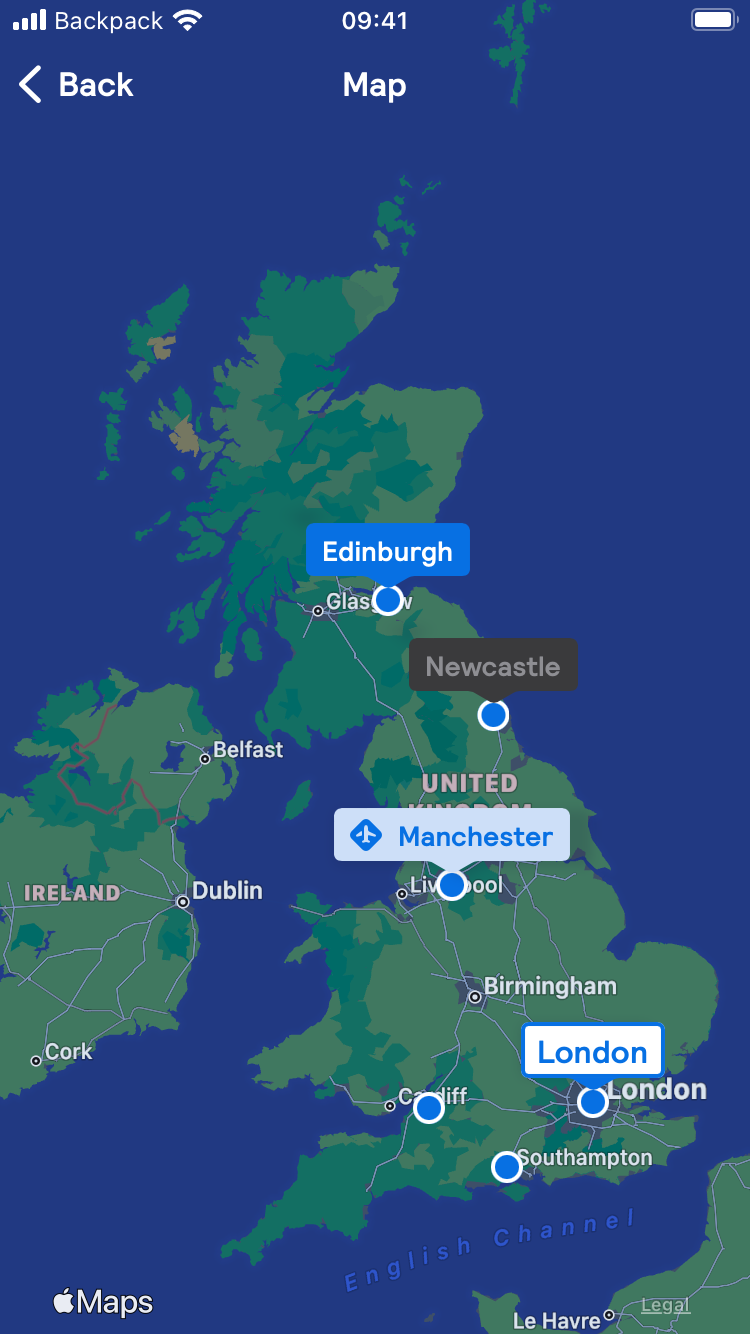 Backpack
09:41
Back
Map
Edinburgh
Glasgow
Newcastle
Belfast
UNITED
KINGDOM
Manchester
Liverpool
IRELAND
Dublin
Birmingham
London
Cork
Cardiff
London
Southampton
English Channel
Maps
Legal
Le Havre